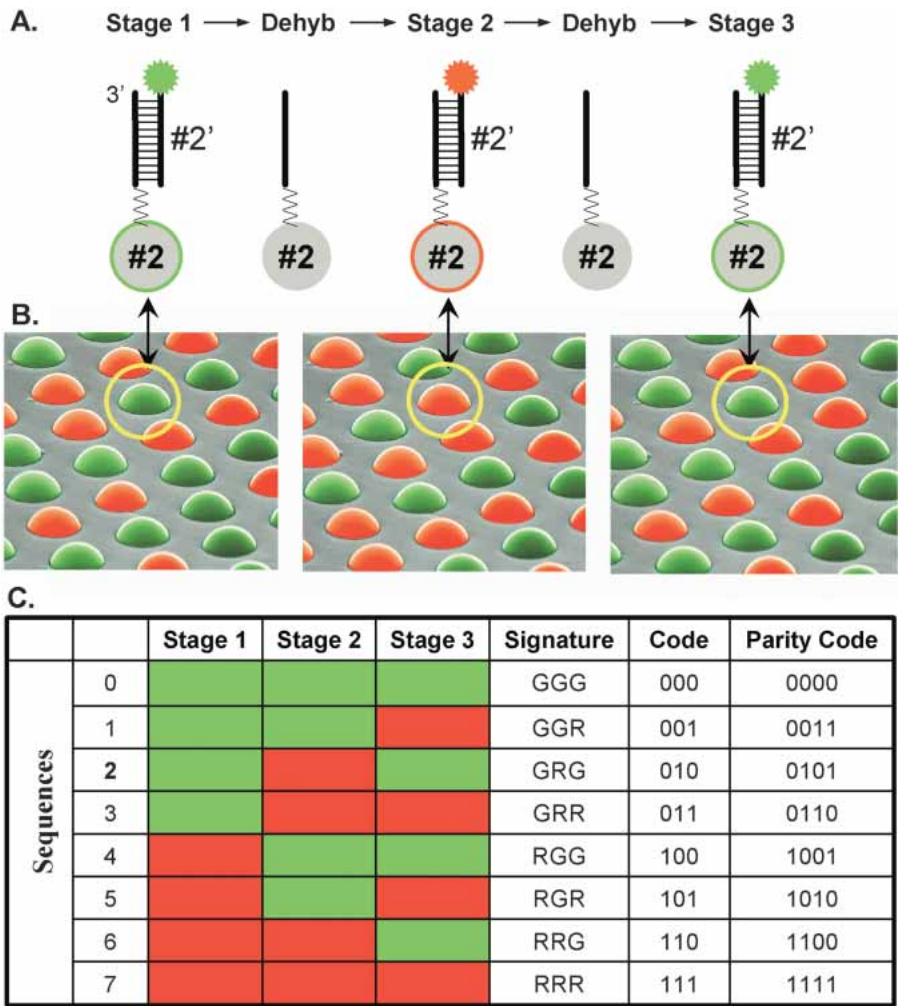 A. Stage 1 → Dehyb → Stage 2 → Dehyb → Stage 3
3' #2' #2' #2'
#2 #2 #2 #2 #2
B.
C.
Stage 1 Stage 2 Stage 3 Signature Code Parity Code
Sequences
0 GGG 000 0000
1 GGR 001 0011
2 GRG 010 0101
3 GRR 011 0110
4 RGG 100 1001
5 RGR 101 1010
6 RRG 110 1100
7 RRR 111 1111